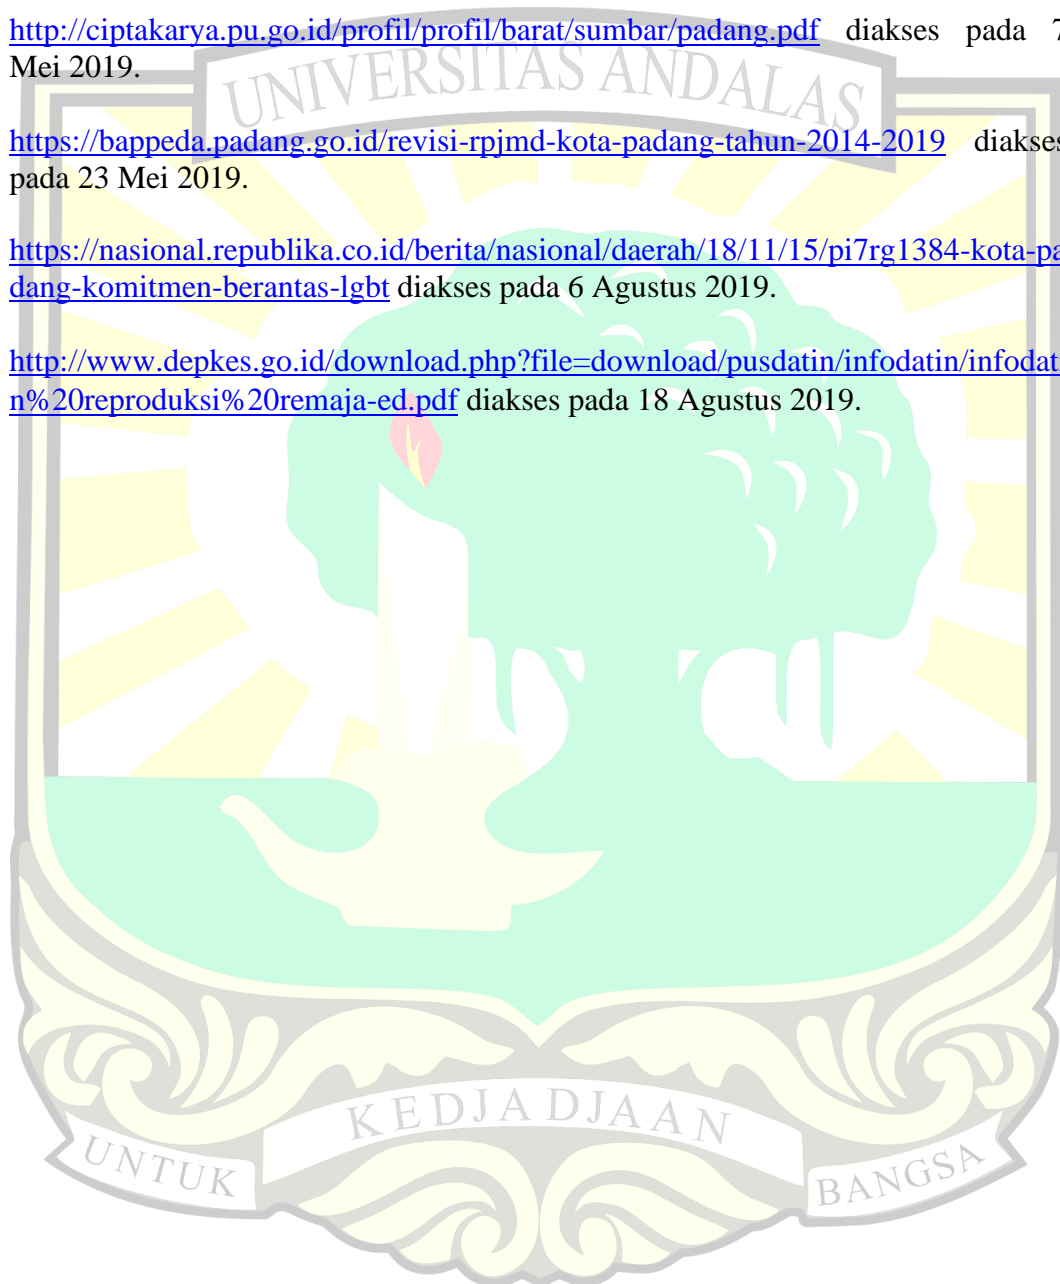 http://ciptakarya.pu.go.id/profil/profil/barat/sumbar/padang.pdf diakses pada 7
Mei 2019.
UNIVERSITAS ANDALAS
https://bappeda.padang.go.id/revisi-rpjmd-kota-padang-tahun-2014-2019 diakses
pada 23 Mei 2019.
https://nasional.republika.co.id/berita/nasional/daerah/18/11/15/pi7rg1384-kota-pa
dang-komitmen-berantas-lgbt diakses pada 6 Agustus 2019.
http://www.depkes.go.id/download.php?file=download/pusdatin/infodatin/infodati
n%20reproduksi%20remaja-ed.pdf diakses pada 18 Agustus 2019.
UNTUK KEDJADJAAN BANGSA